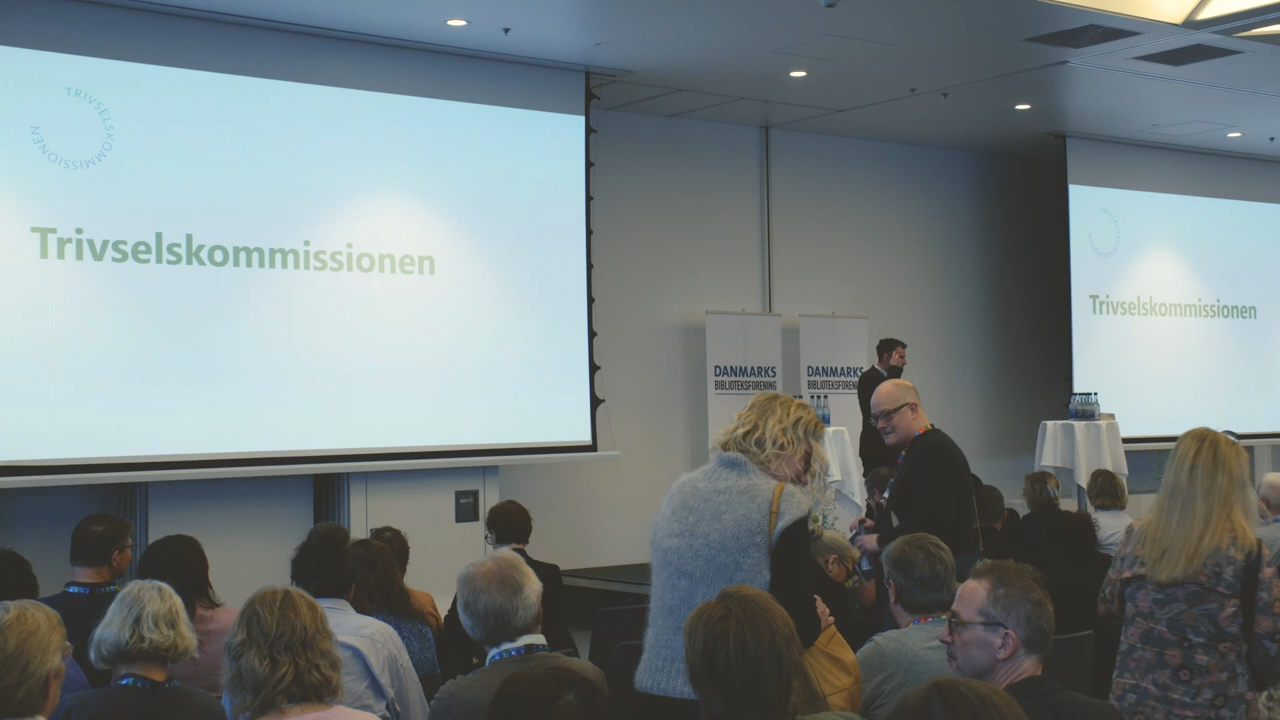 TRIVSELSKOMMISSIONEN
Trivselskommissionen
DANMARKS
BIBLIOTEKSFORENING
DANMARKS
BIBLIOTEKSFORENI
Trivselskommissionen